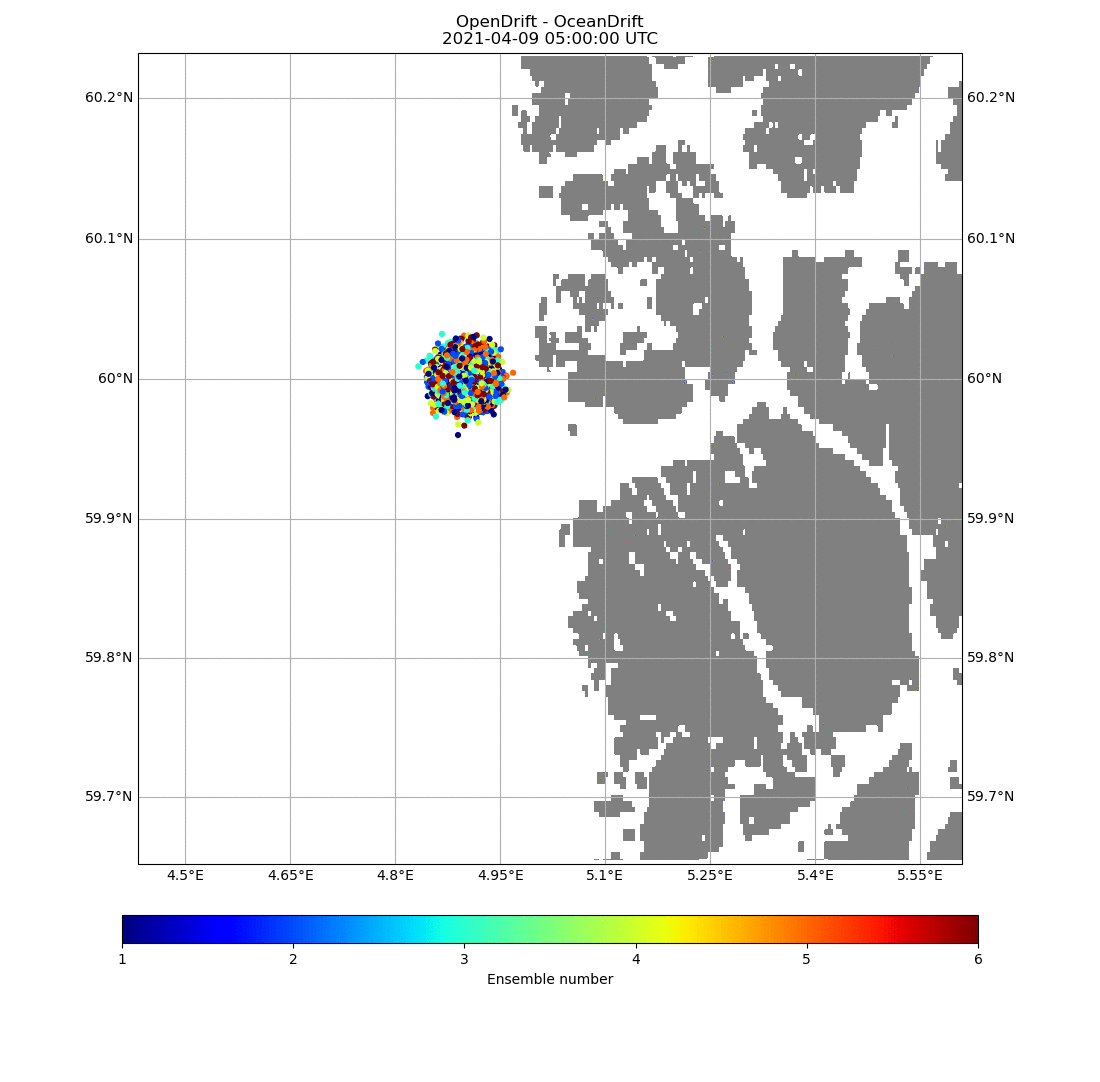 OpenDrift - OceanDrift
2021-04-09 05:00:00 UTC
60.2°N 60.2°N
60.1°N 60.1°N
60°N 60°N
59.9°N 59.9°N
59.8°N 59.8°N
59.7°N 59.7°N
4.5°E 4.65°E 4.8°E 4.95°E 5.1°E 5.25°E 5.4°E 5.55°E
1 2 3 4 5 6
Ensemble number